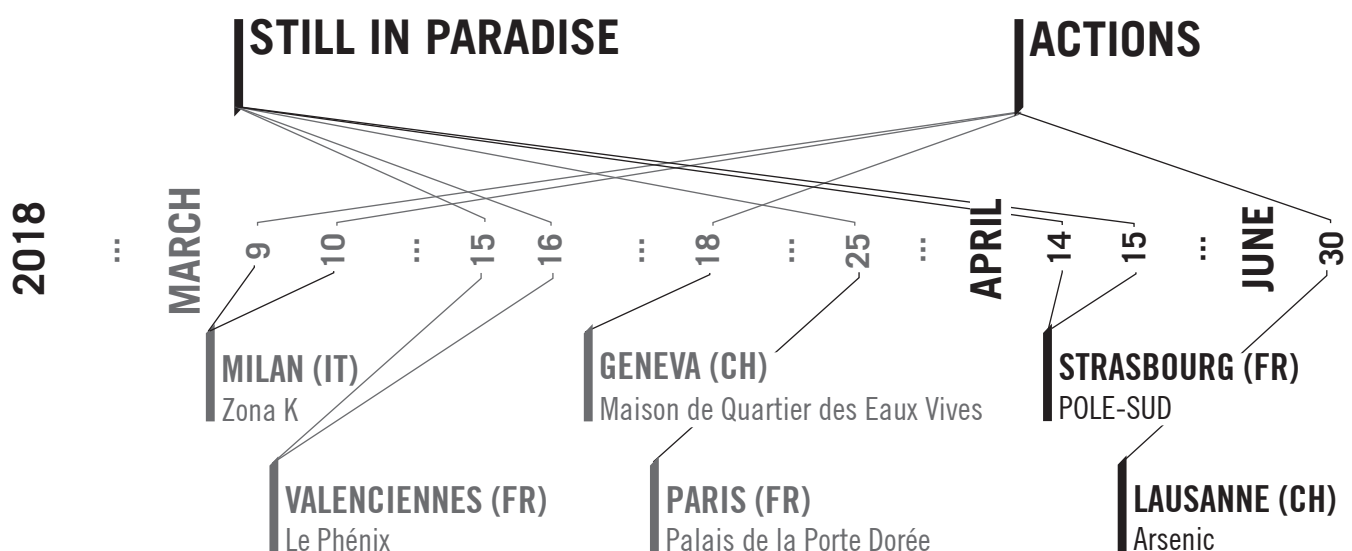 STILL IN PARADISE
ACTIONS
2018
...
MARCH
9
10
...
15
16
...
18
...
25
...
APRIL
14
15
...
JUNE
30
MILAN (IT)
Zona K
GENEVA (CH)
Maison de Quartier des Eaux Vives
STRASBOURG (FR)
POLE-SUD
VALENCIENNES (FR)
Le Phénix
PARIS (FR)
Palais de la Porte Dorée
LAUSANNE (CH)
Arsenic